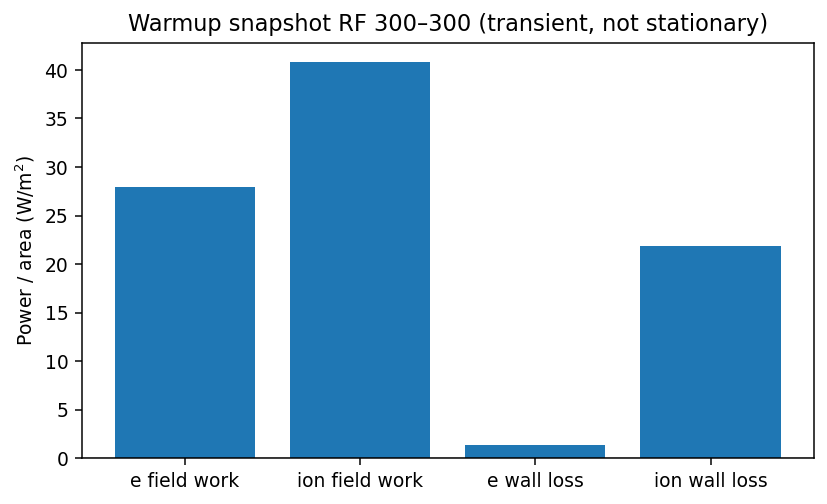 Warmup snapshot RF 300–300 (transient, not stationary)
Power / area (W/m²)
40
35
30
25
20
15
10
5
0
e field work
ion field work
e wall loss
ion wall loss